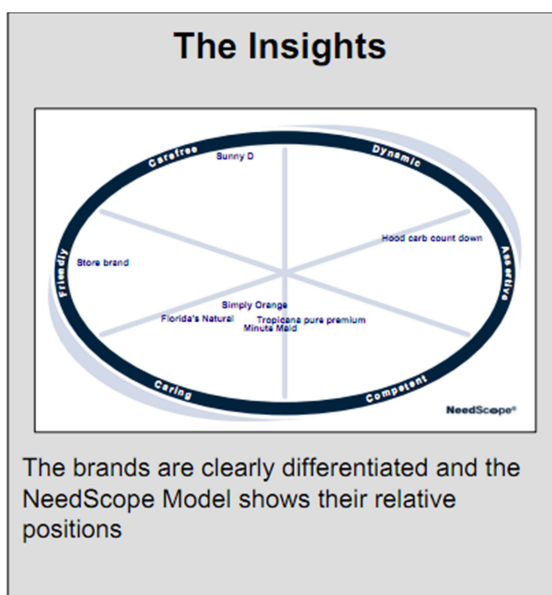 The Insights
Carefree
Sunny D
Dynamic
Hood carb count down
Friendly
Store brand
Assertive
Simply Orange
Florida's Natural
Tropicana pure premium
Minute Maid
Caring
Competent
NeedScope®
The brands are clearly differentiated and the
NeedScope Model shows their relative
positions